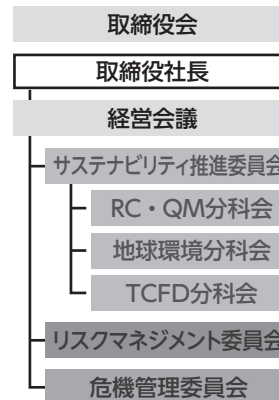 取締役会
取締役社長
経営会議
サステナビリティ推進委員会
RC・QM分科会
地球環境分科会
TCFD分科会
リスクマネジメント委員会
危機管理委員会